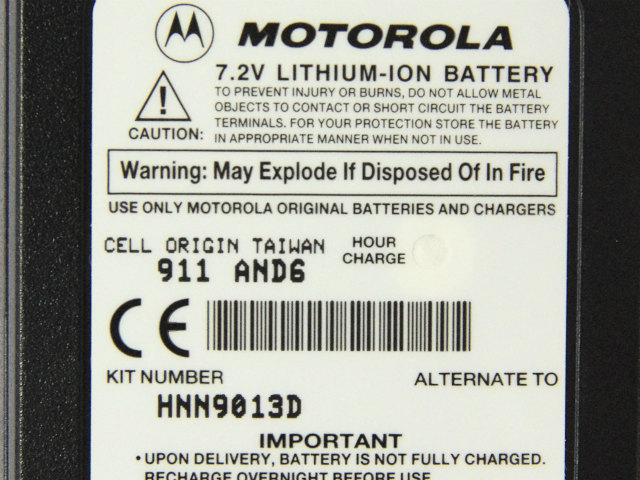 MOTOROLA
7.2V LITHIUM-ION BATTERY
TO PREVENT INJURY OR BURNS, DO NOT ALLOW METAL
OBJECTS TO CONTACT OR SHORT CIRCUIT THE BATTERY
TERMINALS. FOR YOUR PROTECTION STORE THE BATTERY
IN APPROPRIATE MANNER WHEN NOT IN USE.
CAUTION:
Warning: May Explode If Disposed Of In Fire
USE ONLY MOTOROLA ORIGINAL BATTERIES AND CHARGERS
CELL ORIGIN TAIWAN
911 AND6
HOUR
CHARGE
CE
KIT NUMBER
HNN9013D
ALTERNATE TO
IMPORTANT
• UPON DELIVERY, BATTERY IS NOT FULLY CHARGED.
RECHARGE OVERNIGHT BEFORE USE.